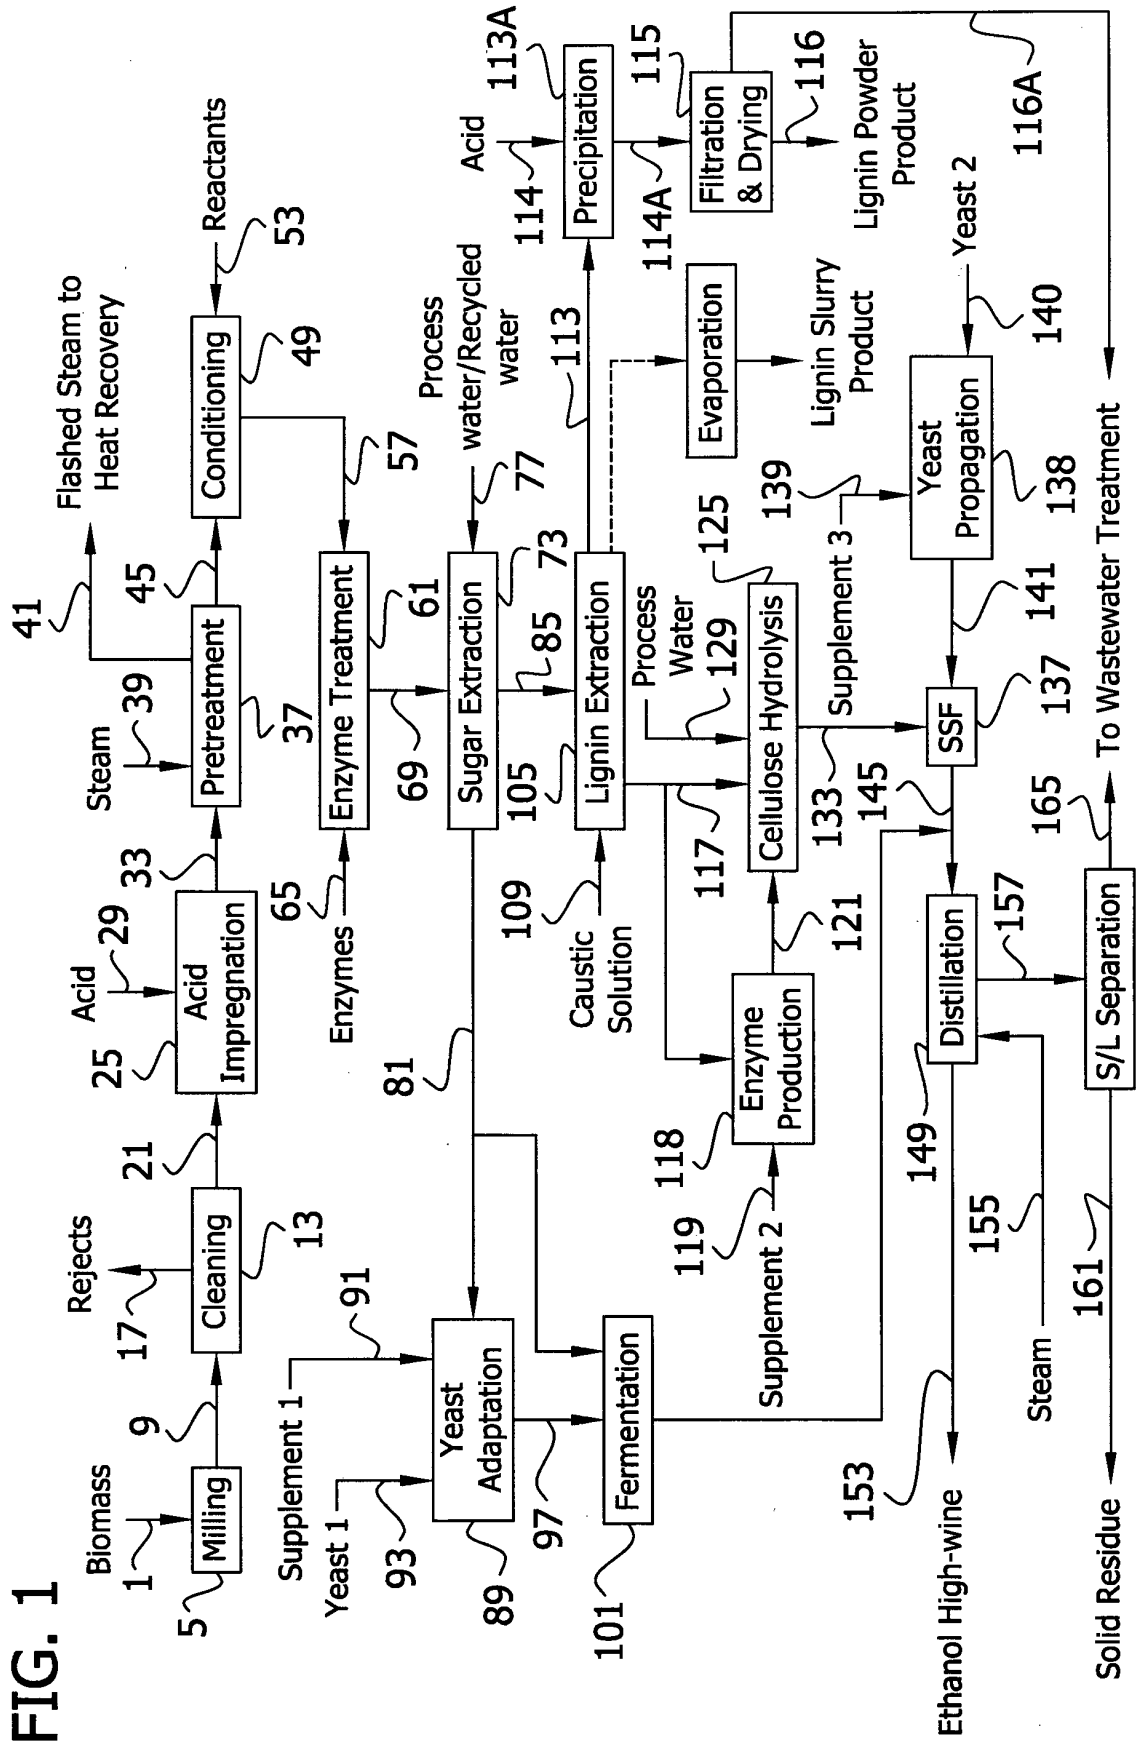 FIG. 1
Biomass
1
Milling
5
9
Rejects
17
Cleaning
13
21
Acid
29
25
Acid
Impregnation
33
Steam
39
Pretreatment
37
41
Flashed Steam to
Heat Recovery
45
Conditioning
49
Reactants
53
57
Enzymes
65
Enzyme Treatment
61
69
Process
water/Recycled
water
77
Sugar Extraction
73
81
85
Supplement 1
91
Yeast 1
93
Yeast
Adaptation
89
97
Fermentation
101
Caustic
Solution
109
Lignin Extraction
105
113
Acid
114
Precipitation
113A
114A
Filtration
& Drying
115
116
Lignin Powder
Product
116A
Evaporation
Lignin Slurry
Product
Process
Water
129
117
Supplement 2
119
Enzyme
Production
118
121
Cellulose Hydrolysis
125
133
Supplement 3
139
Yeast 2
140
Yeast
Propagation
138
141
SSF
137
145
Distillation
149
Ethanol High-wine
153
Steam
155
157
S/L Separation
Solid Residue
161
165
To Wastewater Treatment